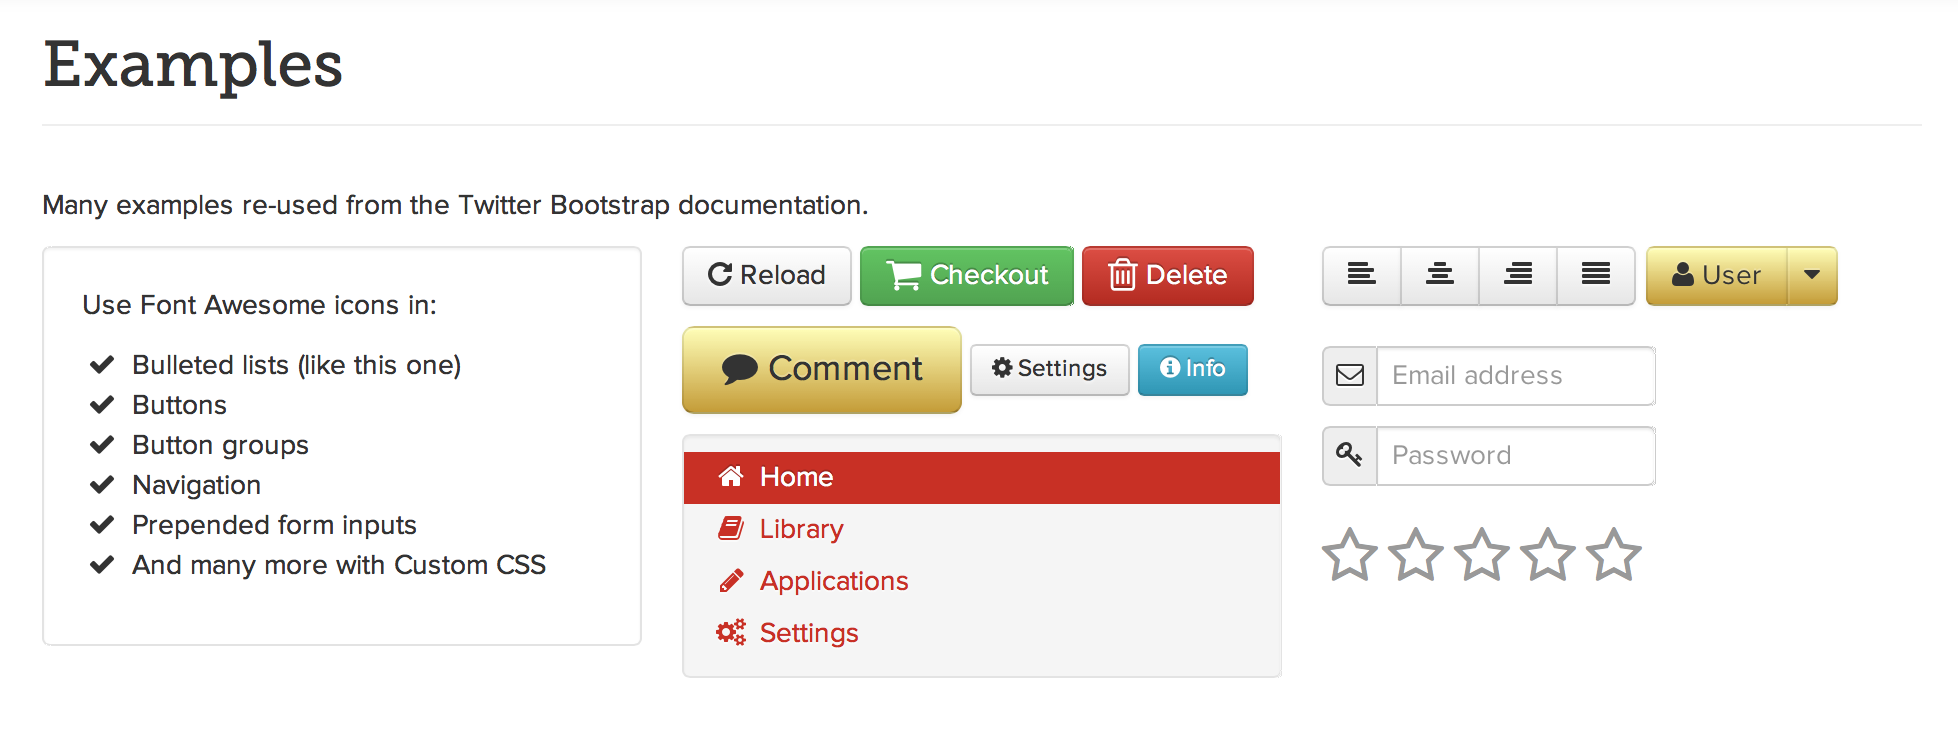 Examples
Many examples re-used from the Twitter Bootstrap documentation.
Use Font Awesome icons in:
Bulleted lists (like this one)
Buttons
Button groups
Navigation
Prepended form inputs
And many more with Custom CSS
Reload
Checkout
Delete
Comment
Settings
Info
Home
Library
Applications
Settings
User
Email address
Password